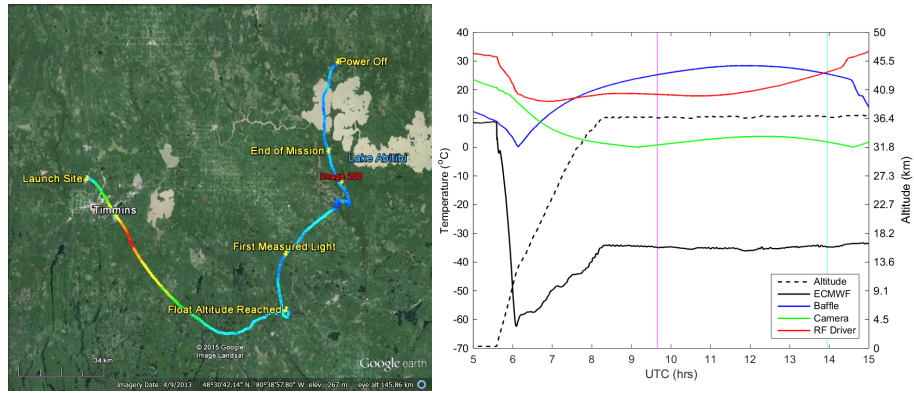 Power Off
End of Mission
Lake Abitibi
Image 208
Launch Site
Timmins
First Measured Light
Float Altitude Reached
© 2015 Google
Image Landsat
34 km
Google earth
Imagery Date: 4/9/2013 48°30'42.14" N 80°38'57.80" W elev 267 m eye alt 145.86 km
40
30
20
10
0
-10
-20
-30
-40
-50
-60
-70
Temperature (°C)
50
45.5
40.9
36.4
31.8
27.3
22.7
18.2
13.6
9.1
4.5
0
Altitude (km)
Altitude
ECMWF
Baffle
Camera
RF Driver
5 6 7 8 9 10 11 12 13 14 15
UTC (hrs)